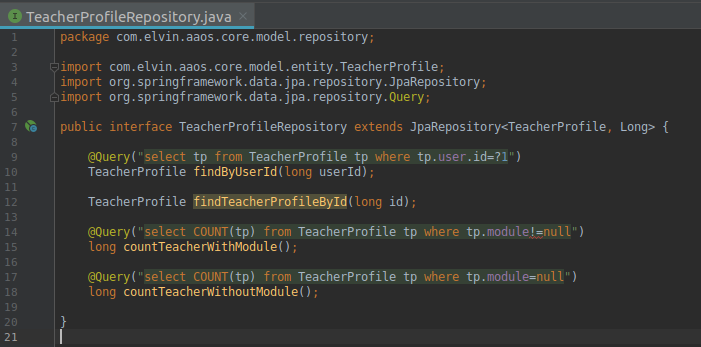 TeacherProfileRepository.java ×
1 package com.elvin.aaos.core.model.repository;
2
3 import com.elvin.aaos.core.model.entity.TeacherProfile;
4 import org.springframework.data.jpa.repository.JpaRepository;
5 import org.springframework.data.jpa.repository.Query;
6
7 public interface TeacherProfileRepository extends JpaRepository<TeacherProfile, Long> {
8
9 @Query("select tp from TeacherProfile tp where tp.user.id=?1")
10 TeacherProfile findByUserId(long userId);
11
12 TeacherProfile findTeacherProfileById(long id);
13
14 @Query("select COUNT(tp) from TeacherProfile tp where tp.module!=null")
15 long countTeacherWithModule();
16
17 @Query("select COUNT(tp) from TeacherProfile tp where tp.module=null")
18 long countTeacherWithoutModule();
19
20 }
21